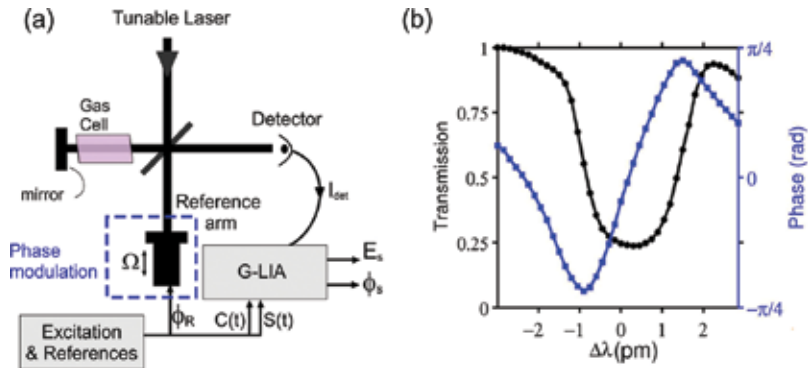 (a)
Tunable Laser
Gas
Cell
Detector
mirror
I_det
Reference
arm
Phase
modulation
Ω
G-LIA
E_s
ϕ_s
ϕ_R
C(t) S(t)
Excitation
& References
(b)
1
0.75
0.5
0.25
0
Transmission
−2 −1 0 1 2
Δλ(pm)
π/4
0
−π/4
Phase (rad)